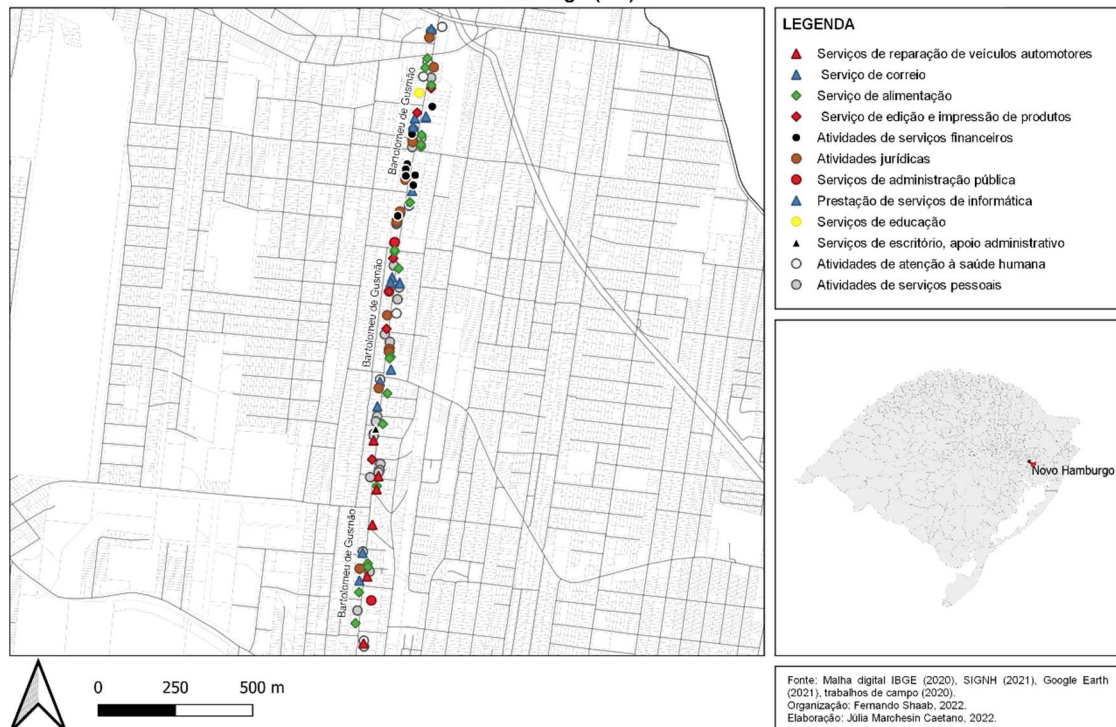 LEGENDA
Serviços de reparação de veículos automotores
Serviço de correio
Serviço de alimentação
Serviço de edição e impressão de produtos
Atividades de serviços financeiros
Atividades jurídicas
Serviços de administração pública
Prestação de serviços de informática
Serviços de educação
Serviços de escritório, apoio administrativo
Atividades de atenção à saúde humana
Atividades de serviços pessoais
Bartolomeu de Gusmão
Bartolomeu de Gusmão
Bartolomeu de Gusmão
Novo Hamburgo
0 250 500 m
Fonte: Malha digital IBGE (2020), SIGNH (2021), Google Earth
(2021), trabalhos de campo (2020).
Organização: Fernando Shaab, 2022.
Elaboração: Júlia Marchesin Caetano, 2022.